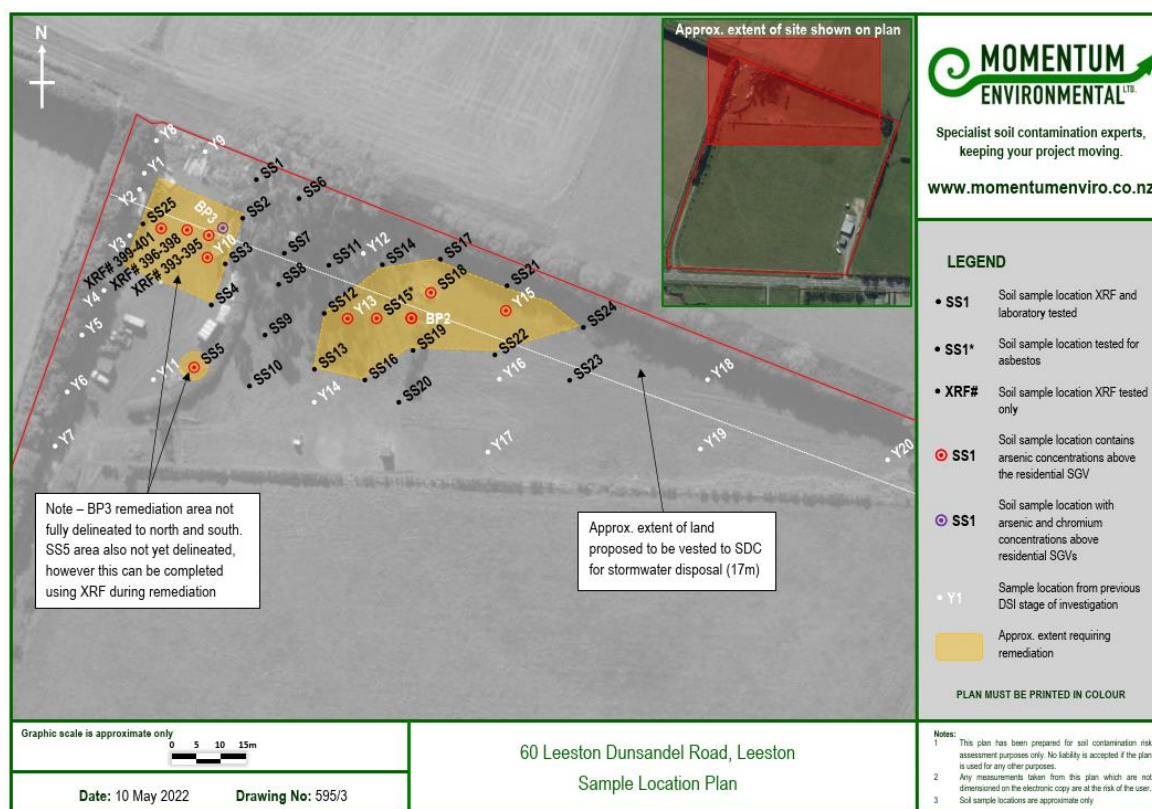 N
Approx. extent of site shown on plan
Y8
Y9
Y1
Y2
SS1
SS6
BP3
SS2
SS25
Y3
XRF# 399-401
XRF# 396-398
XRF# 393-395
Y10
SS3
SS7
SS11
Y12
SS14
SS17
Y4
SS4
SS8
SS18
SS21
Y5
SS12
Y13
SS15*
BP2
Y15
SS9
SS19
SS22
SS24
SS5
Y11
SS13
SS16
Y6
SS10
Y14
SS20
Y16
SS23
Y18
Y7
Y17
Y19
Y20
Note – BP3 remediation area not
fully delineated to north and south.
SS5 area also not yet delineated,
however this can be completed
using XRF during remediation
Approx. extent of land
proposed to be vested to SDC
for stormwater disposal (17m)
MOMENTUM
ENVIRONMENTAL LTD.
Specialist soil contamination experts,
keeping your project moving.
www.momentumenviro.co.nz
LEGEND
SS1 Soil sample location XRF and
laboratory tested
SS1* Soil sample location tested for
asbestos
XRF# Soil sample location XRF tested
only
SS1 Soil sample location contains
arsenic concentrations above
the residential SGV
SS1 Soil sample location with
arsenic and chromium
concentrations above
residential SGVs
Y1 Sample location from previous
DSI stage of investigation
Approx. extent requiring
remediation
PLAN MUST BE PRINTED IN COLOUR
Graphic scale is approximate only
0 5 10 15m
Date: 10 May 2022 Drawing No: 595/3
60 Leeston Dunsandel Road, Leeston
Sample Location Plan
Notes:
1 This plan has been prepared for soil contamination risk
assessment purposes only. No liability is accepted if the plan
is used for any other purposes.
2 Any measurements taken from this plan which are not
dimensioned on the electronic copy are at the risk of the user.
3 Soil sample locations are approximate only